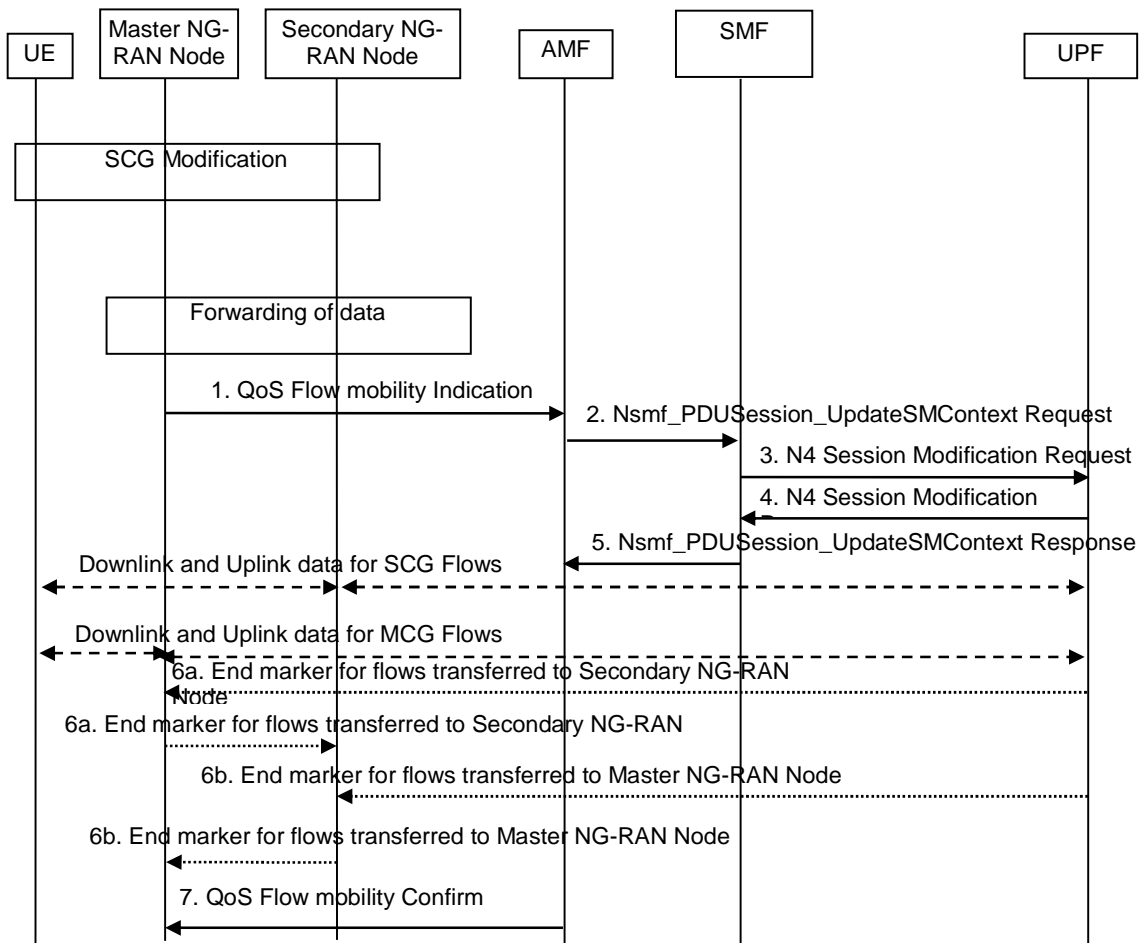 UE
Master NG-
RAN Node
Secondary NG-
RAN Node
AMF
SMF
UPF
SCG Modification
Forwarding of data
1. QoS Flow mobility Indication
2. Nsmf_PDUSession_UpdateSMContext Request
3. N4 Session Modification Request
4. N4 Session Modification
5. Nsmf_PDUSession_UpdateSMContext Response
Downlink and Uplink data for SCG Flows
Downlink and Uplink data for MCG Flows
6a. End marker for flows transferred to Secondary NG-RAN
Node
6a. End marker for flows transferred to Secondary NG-RAN
6b. End marker for flows transferred to Master NG-RAN Node
6b. End marker for flows transferred to Master NG-RAN Node
7. QoS Flow mobility Confirm